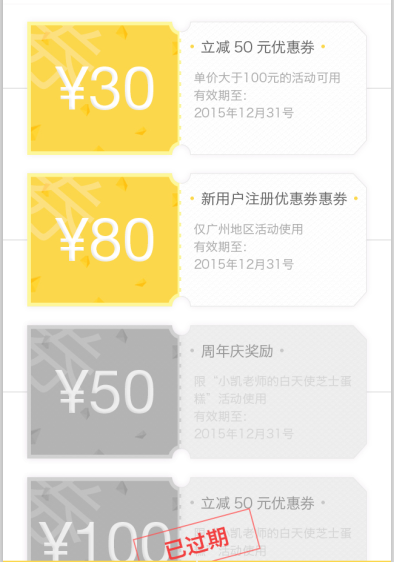 ¥30
· 立减 50 元优惠券 ·
单价大于100元的活动可用
有效期至:
2015年12月31号
¥80
· 新用户注册优惠券惠券 ·
仅广州地区活动使用
有效期至:
2015年12月31号
¥50
· 周年庆奖励 ·
限“小凯老师的白天使芝士蛋
糕”活动使用
有效期至:
2015年12月31号
¥100
· 立减 50 元优惠券 ·
小凯老师的白天使芝士蛋
活动使用
已过期